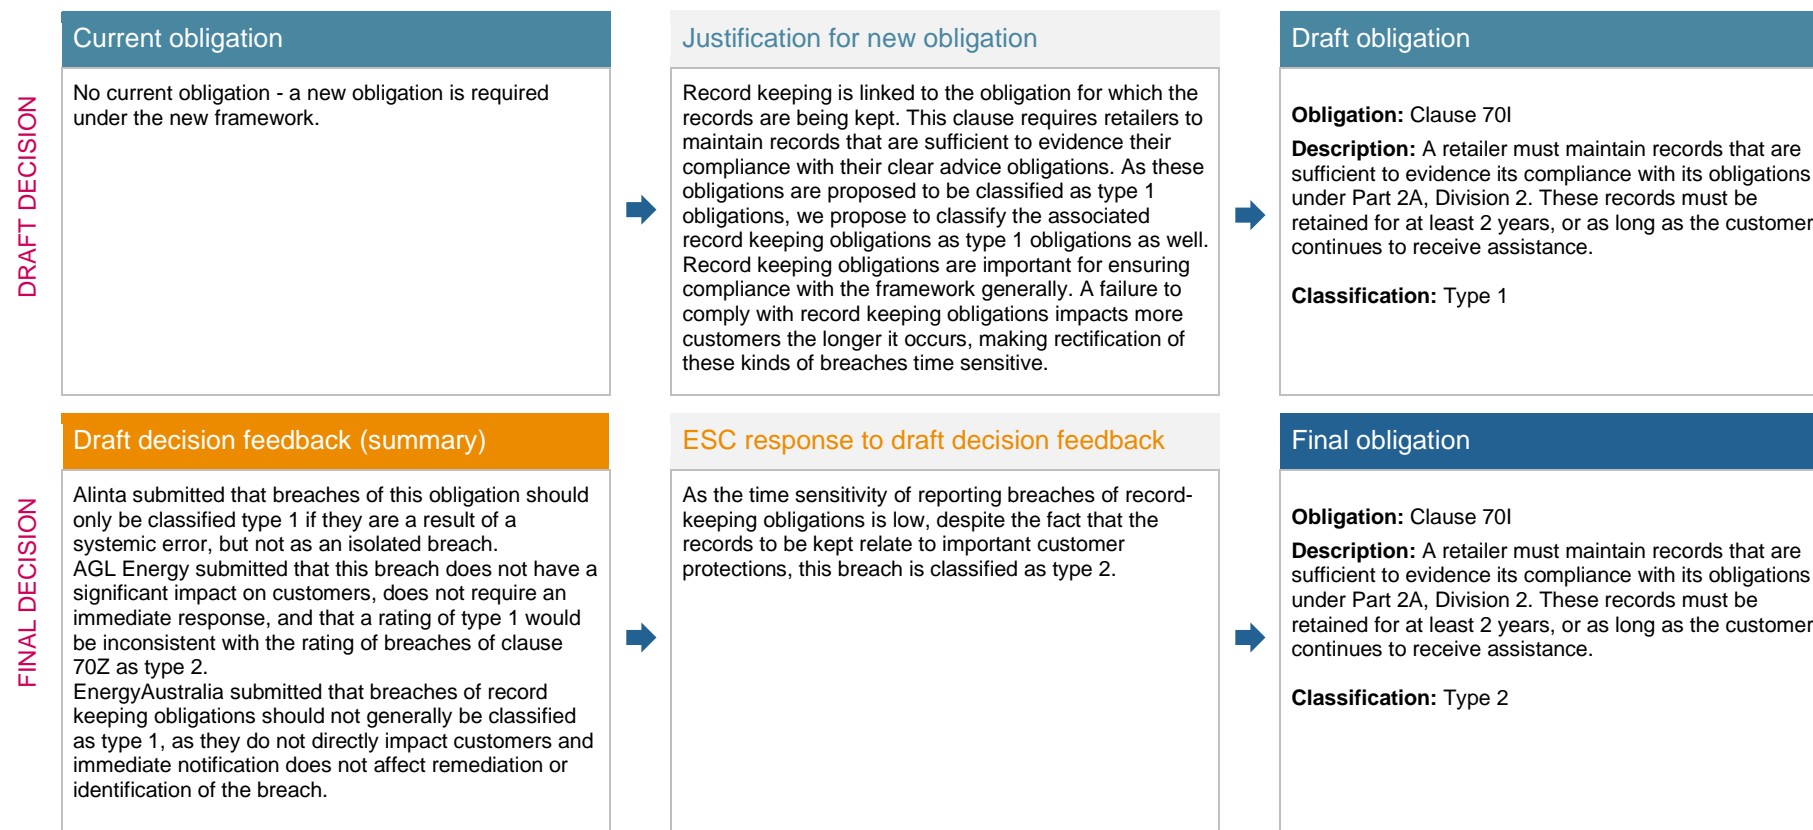 DRAFT DECISION
Current obligation
No current obligation - a new obligation is required
under the new framework.
Justification for new obligation
Record keeping is linked to the obligation for which the
records are being kept. This clause requires retailers to
maintain records that are sufficient to evidence their
compliance with their clear advice obligations. As these
obligations are proposed to be classified as type 1
obligations, we propose to classify the associated
record keeping obligations as type 1 obligations as well.
Record keeping obligations are important for ensuring
compliance with the framework generally. A failure to
comply with record keeping obligations impacts more
customers the longer it occurs, making rectification of
these kinds of breaches time sensitive.
Draft obligation
Obligation: Clause 70I
Description: A retailer must maintain records that are
sufficient to evidence its compliance with its obligations
under Part 2A, Division 2. These records must be
retained for at least 2 years, or as long as the customer
continues to receive assistance.
Classification: Type 1
FINAL DECISION
Draft decision feedback (summary)
Alinta submitted that breaches of this obligation should
only be classified type 1 if they are a result of a
systemic error, but not as an isolated breach.
AGL Energy submitted that this breach does not have a
significant impact on customers, does not require an
immediate response, and that a rating of type 1 would
be inconsistent with the rating of breaches of clause
70Z as type 2.
EnergyAustralia submitted that breaches of record
keeping obligations should not generally be classified
as type 1, as they do not directly impact customers and
immediate notification does not affect remediation or
identification of the breach.
ESC response to draft decision feedback
As the time sensitivity of reporting breaches of record-
keeping obligations is low, despite the fact that the
records to be kept relate to important customer
protections, this breach is classified as type 2.
Final obligation
Obligation: Clause 70I
Description: A retailer must maintain records that are
sufficient to evidence its compliance with its obligations
under Part 2A, Division 2. These records must be
retained for at least 2 years, or as long as the customer
continues to receive assistance.
Classification: Type 2